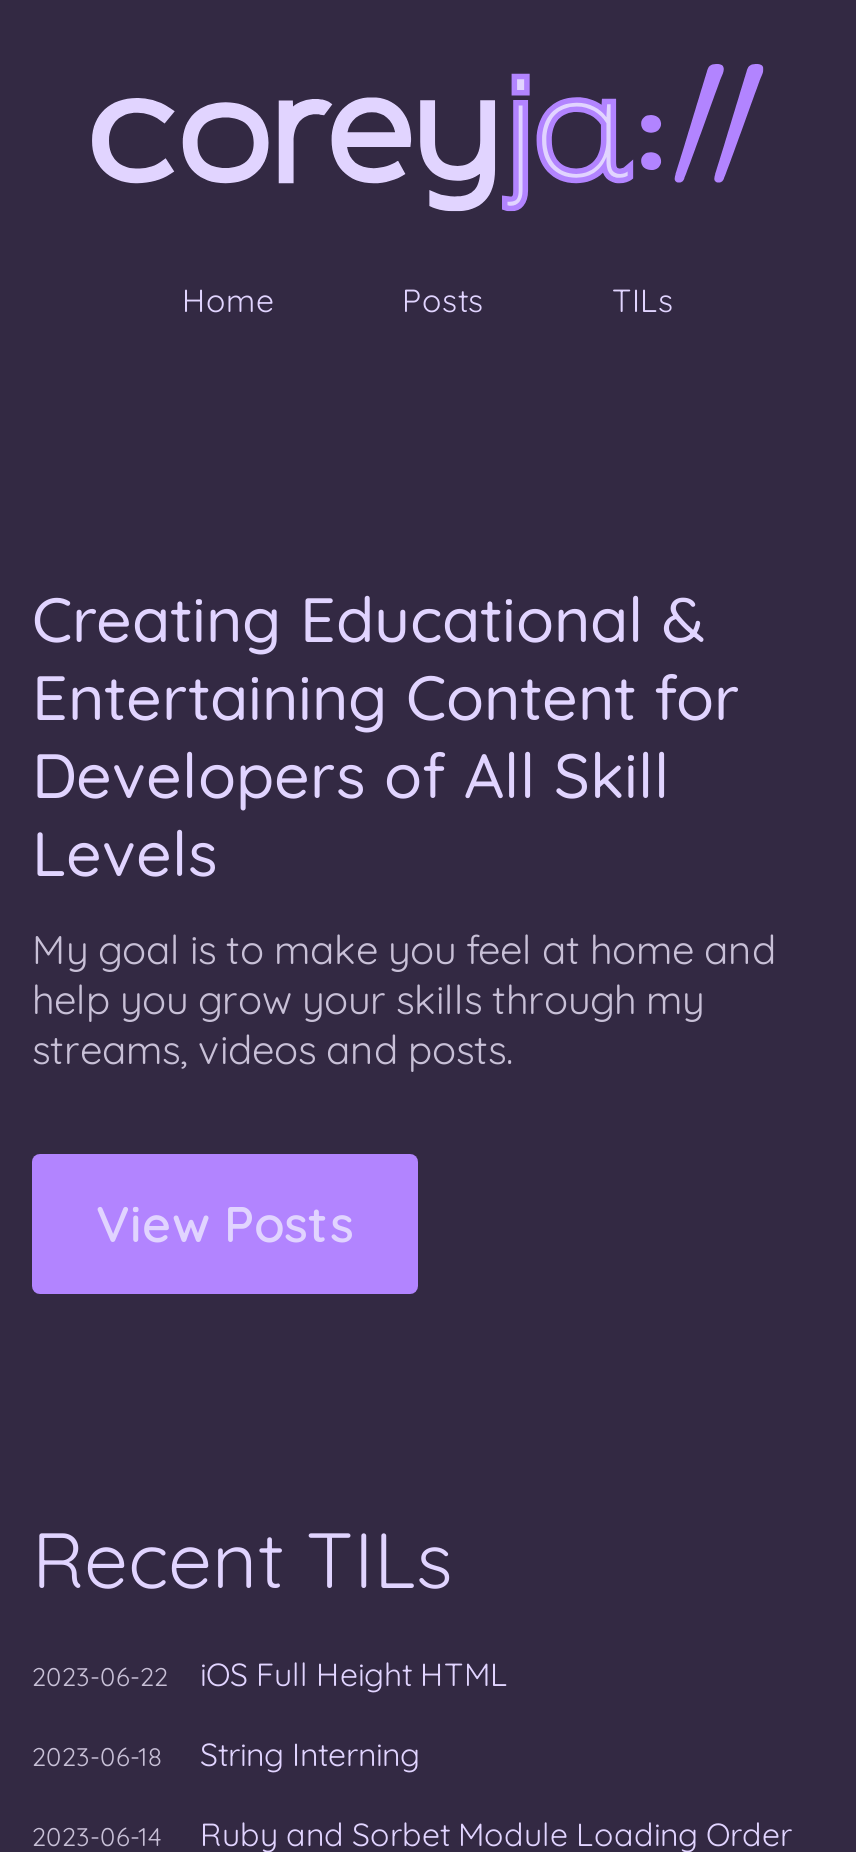 coreyja://
Home Posts TILs
Creating Educational &
Entertaining Content for
Developers of All Skill
Levels
My goal is to make you feel at home and
help you grow your skills through my
streams, videos and posts.
View Posts
Recent TILs
2023-06-22 iOS Full Height HTML
2023-06-18 String Interning
2023-06-14 Ruby and Sorbet Module Loading Order